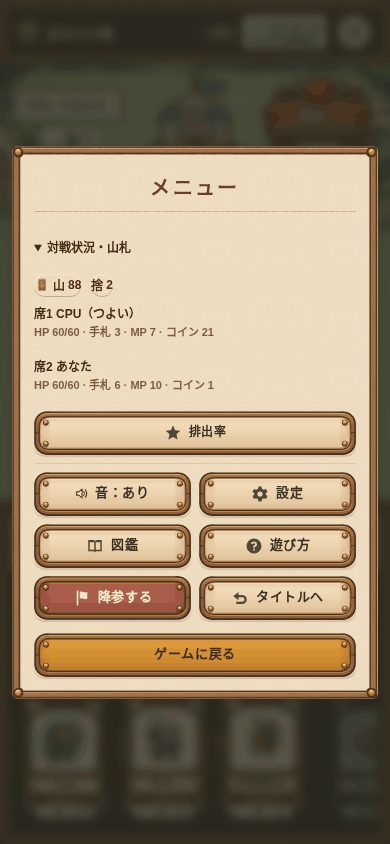 メニュー
▼ 対戦状況・山札
山 88 捨 2
席1 CPU（つよい）
HP 60/60 · 手札 3 · MP 7 · コイン 21
席2 あなた
HP 60/60 · 手札 6 · MP 10 · コイン 1
排出率
音：あり
設定
図鑑
遊び方
降参する
タイトルへ
ゲームに戻る